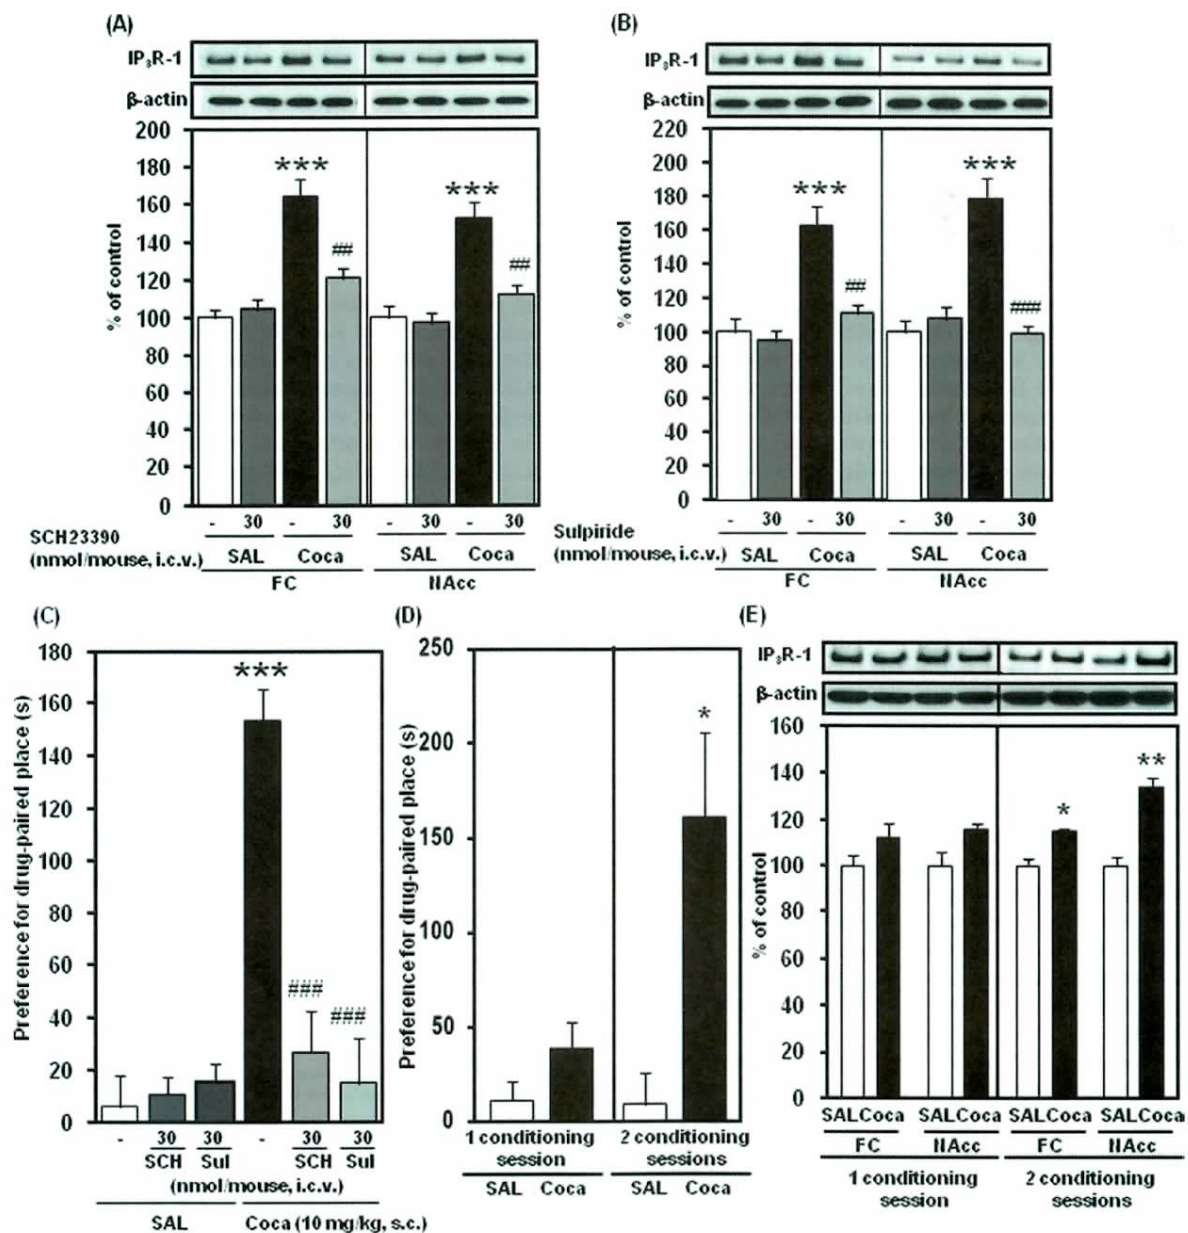 (A)
IP₃R-1
β-actin
% of control
200
180
160
140
120
100
80
60
40
20
0
***
##
***
##
- 30 - 30 - 30 - 30
SCH23390
(nmol/mouse, i.c.v.)
SAL Coca SAL Coca
FC NAcc
(B)
IP₃R-1
β-actin
% of control
220
200
180
160
140
120
100
80
60
40
20
0
***
##
***
###
- 30 - 30 - 30 - 30
Sulpiride
(nmol/mouse, i.c.v.)
SAL Coca SAL Coca
FC NAcc
(C)
Preference for drug-paired place (s)
180
160
140
120
100
80
60
40
20
0
***
###
###
- 30 30 - 30 30
SCH Sul SCH Sul
(nmol/mouse, i.c.v.)
SAL Coca (10 mg/kg, s.c.)
(D)
Preference for drug-paired place (s)
250
200
150
100
50
0
*
1 conditioning session
2 conditioning sessions
SAL Coca SAL Coca
(E)
IP₃R-1
β-actin
% of control
160
140
120
100
80
60
40
20
0
*
**
SAL Coca SAL Coca SAL Coca SAL Coca
FC NAcc FC NAcc
1 conditioning session
2 conditioning sessions